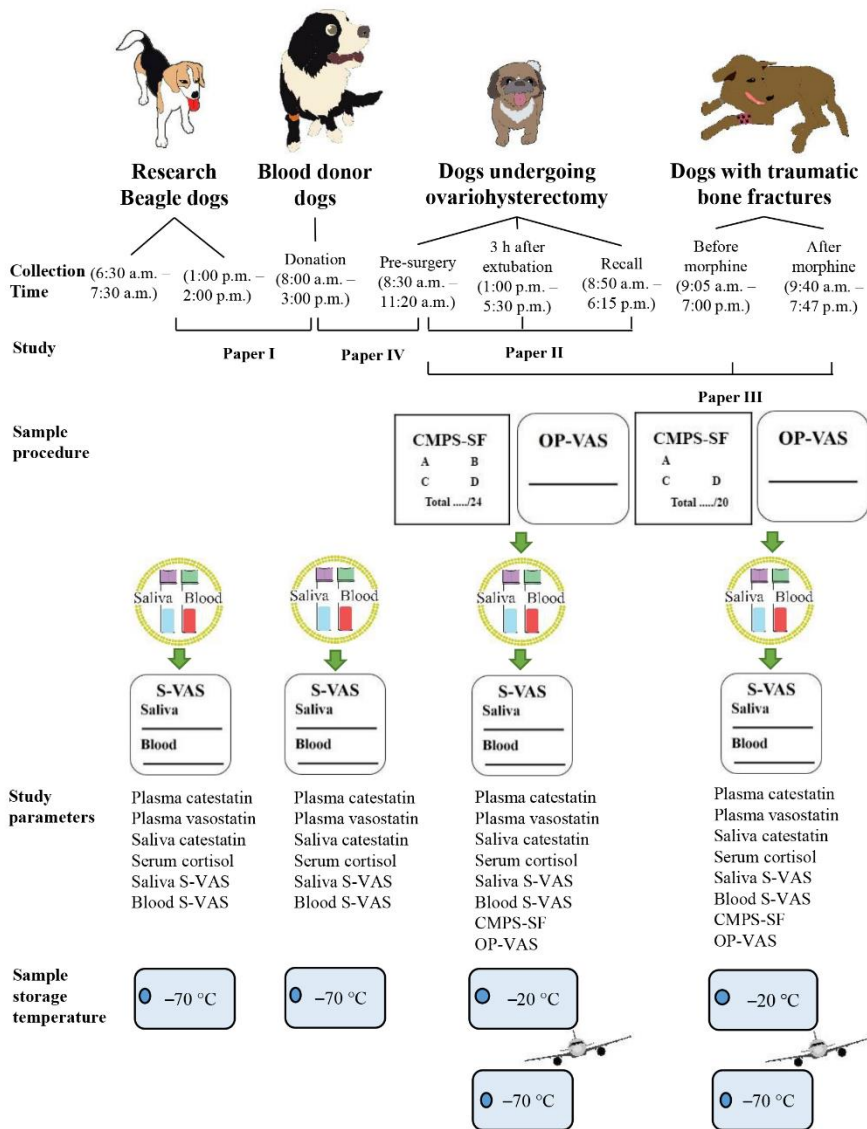 Research
Beagle dogs
Blood donor
dogs
Dogs undergoing
ovariohysterectomy
Dogs with traumatic
bone fractures
Collection
Time
(6:30 a.m. –
7:30 a.m.)
(1:00 p.m. –
2:00 p.m.)
Donation
(8:00 a.m. –
3:00 p.m.)
Pre-surgery
(8:30 a.m. –
11:20 a.m.)
3 h after
extubation
(1:00 p.m. –
5:30 p.m.)
Recall
(8:50 a.m. –
6:15 p.m.)
Before
morphine
(9:05 a.m. –
7:00 p.m.)
After
morphine
(9:40 a.m. –
7:47 p.m.)
Study
Paper I
Paper IV
Paper II
Paper III
Sample
procedure
CMPS-SF
A B
C D
Total ...../24
OP-VAS
CMPS-SF
A
C D
Total ...../20
OP-VAS
Saliva Blood
Saliva Blood
Saliva Blood
Saliva Blood
S-VAS
Saliva
Blood
S-VAS
Saliva
Blood
S-VAS
Saliva
Blood
S-VAS
Saliva
Blood
Study
parameters
Plasma catestatin
Plasma vasostatin
Saliva catestatin
Serum cortisol
Saliva S-VAS
Blood S-VAS
Plasma catestatin
Plasma vasostatin
Saliva catestatin
Serum cortisol
Saliva S-VAS
Blood S-VAS
Plasma catestatin
Plasma vasostatin
Saliva catestatin
Serum cortisol
Saliva S-VAS
Blood S-VAS
CMPS-SF
OP-VAS
Plasma catestatin
Plasma vasostatin
Saliva catestatin
Serum cortisol
Saliva S-VAS
Blood S-VAS
CMPS-SF
OP-VAS
Sample
storage
temperature
–70 °C
–70 °C
–20 °C
–20 °C
–70 °C
–70 °C